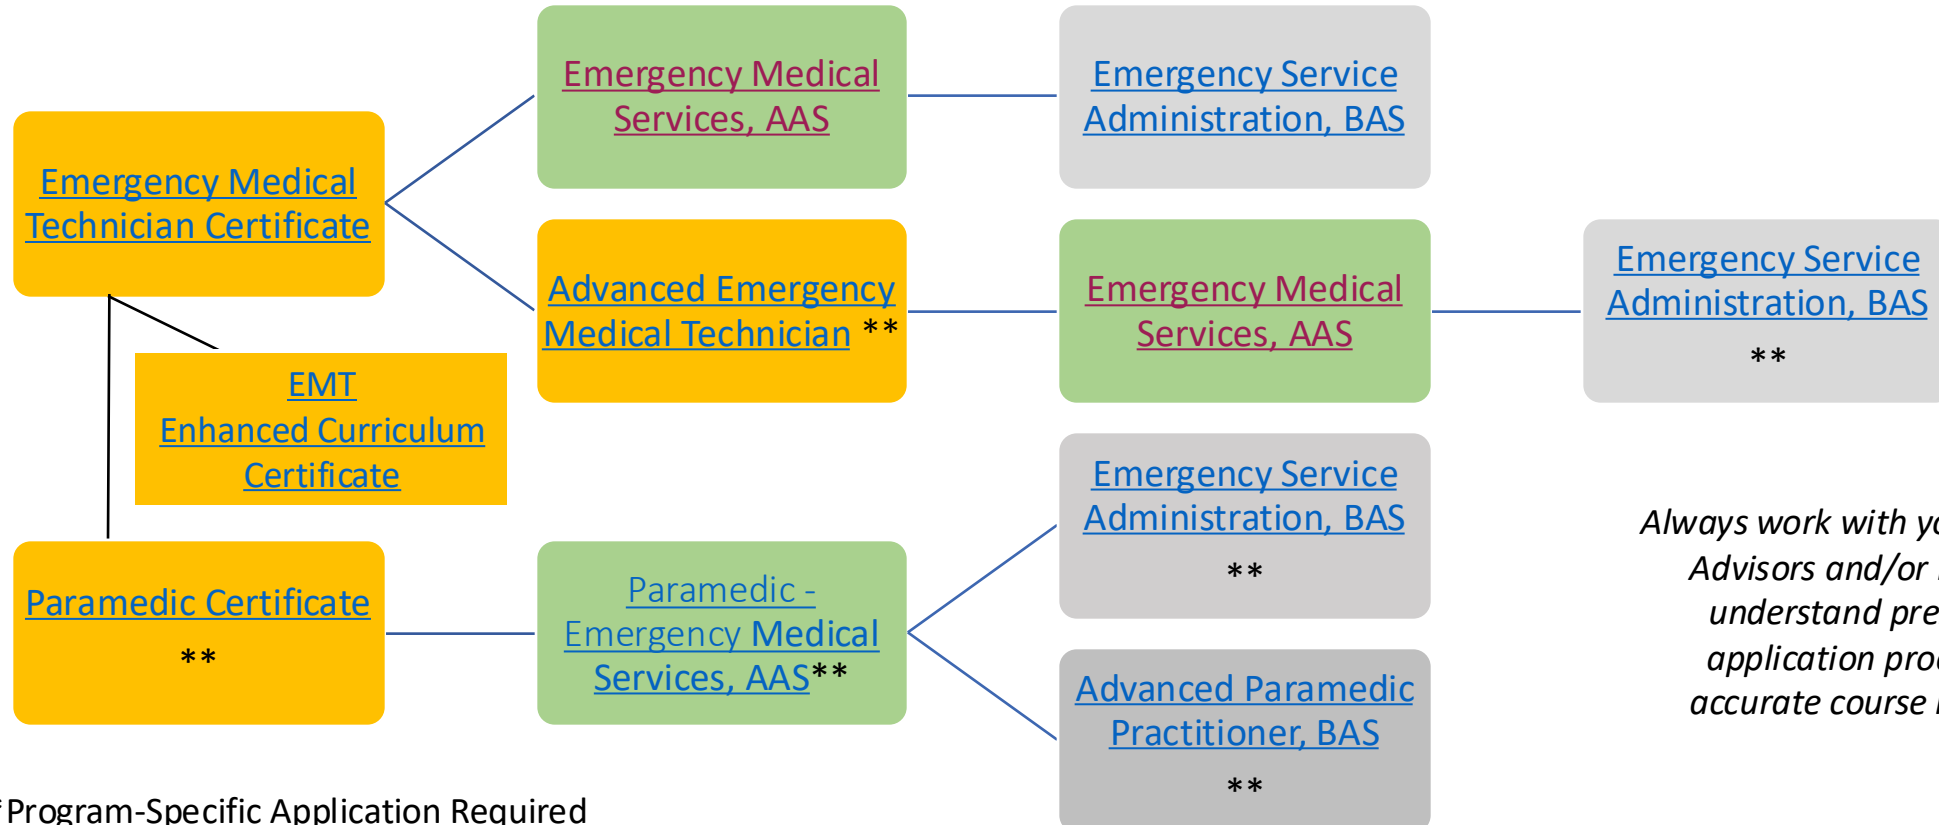 Emergency Medical
Services, AAS
Emergency Service
Administration, BAS
Emergency Medical
Technician Certificate
Advanced Emergency
Medical Technician **
Emergency Medical
Services, AAS
Emergency Service
Administration, BAS
**
EMT
Enhanced Curriculum
Certificate
Emergency Service
Administration, BAS
**
Paramedic Certificate
**
Paramedic -
Emergency Medical
Services, AAS**
Advanced Paramedic
Practitioner, BAS
**
Always work with
Advisors and/or
understand
application
accurate course
*Program-Specific Application Required